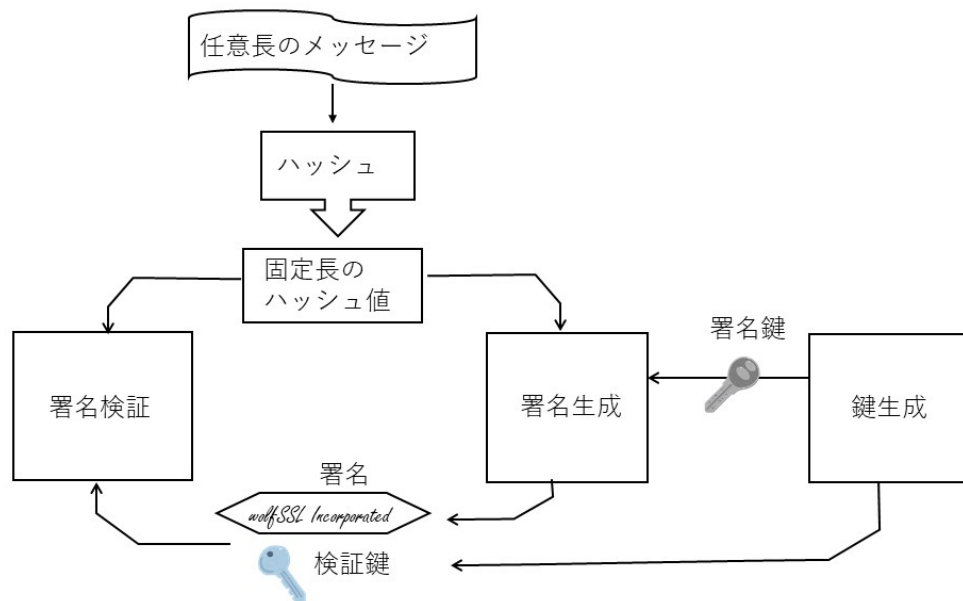 任意長のメッセージ
ハッシュ
固定長の
ハッシュ値
署名鍵
署名検証
署名生成
鍵生成
署名
wolfSSL Incorporated
検証鍵